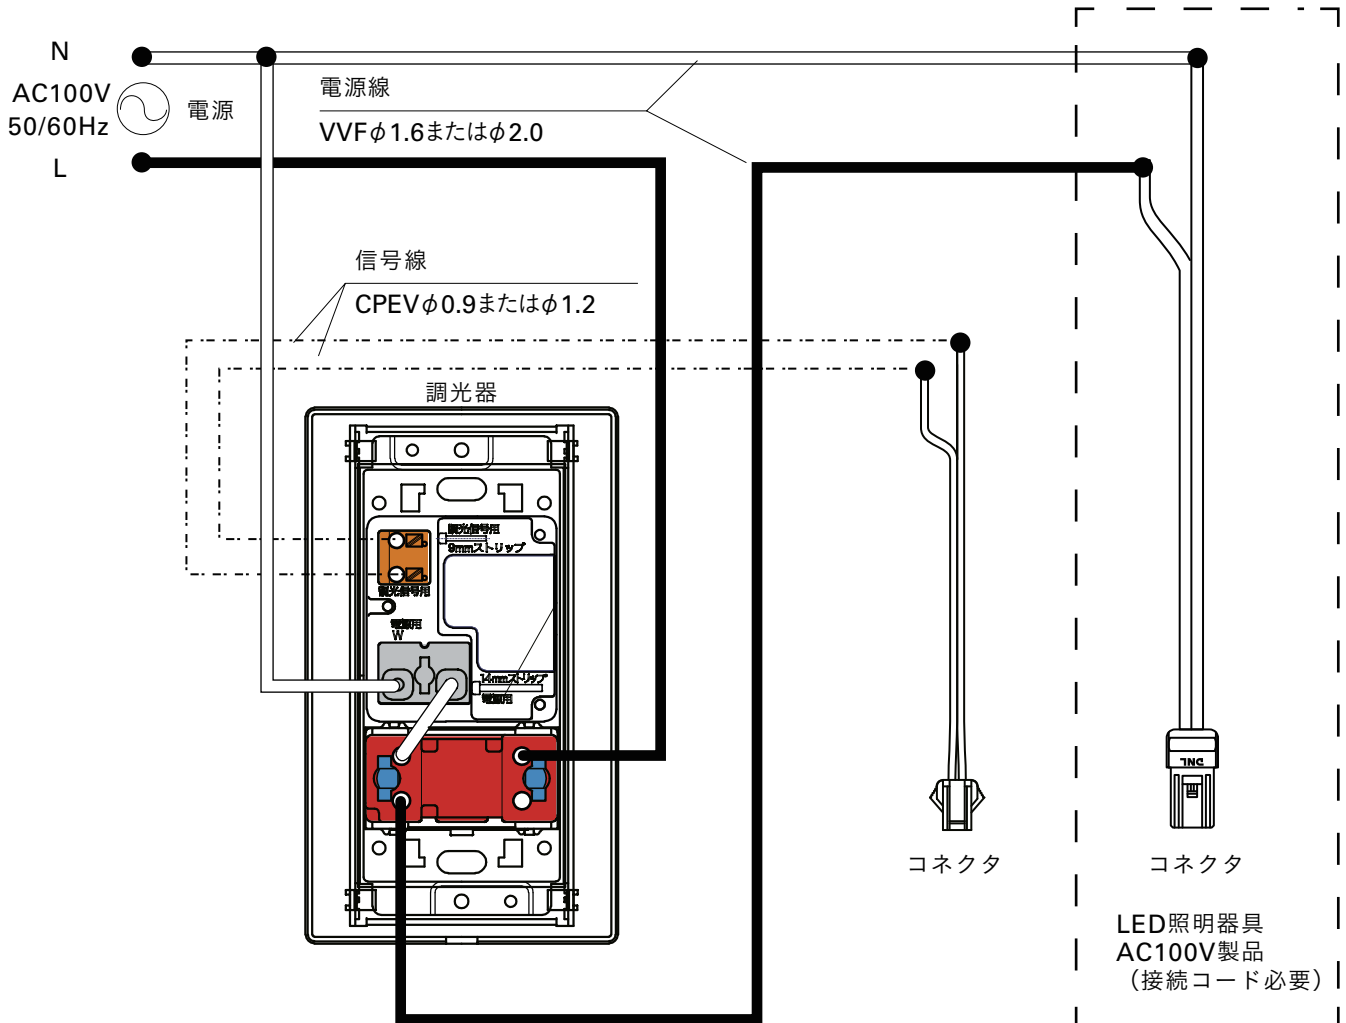 N
AC100V
50/60Hz
電源
L
電源線
VVFφ1.6またはφ2.0
信号線
CPEVφ0.9またはφ1.2
調光器
調光信号用
9mmストリップ
調光信号用
電源用
W
14mmストリップ
電源用
DNL
コネクタ
コネクタ
LED照明器具
AC100V製品
（接続コード必要）